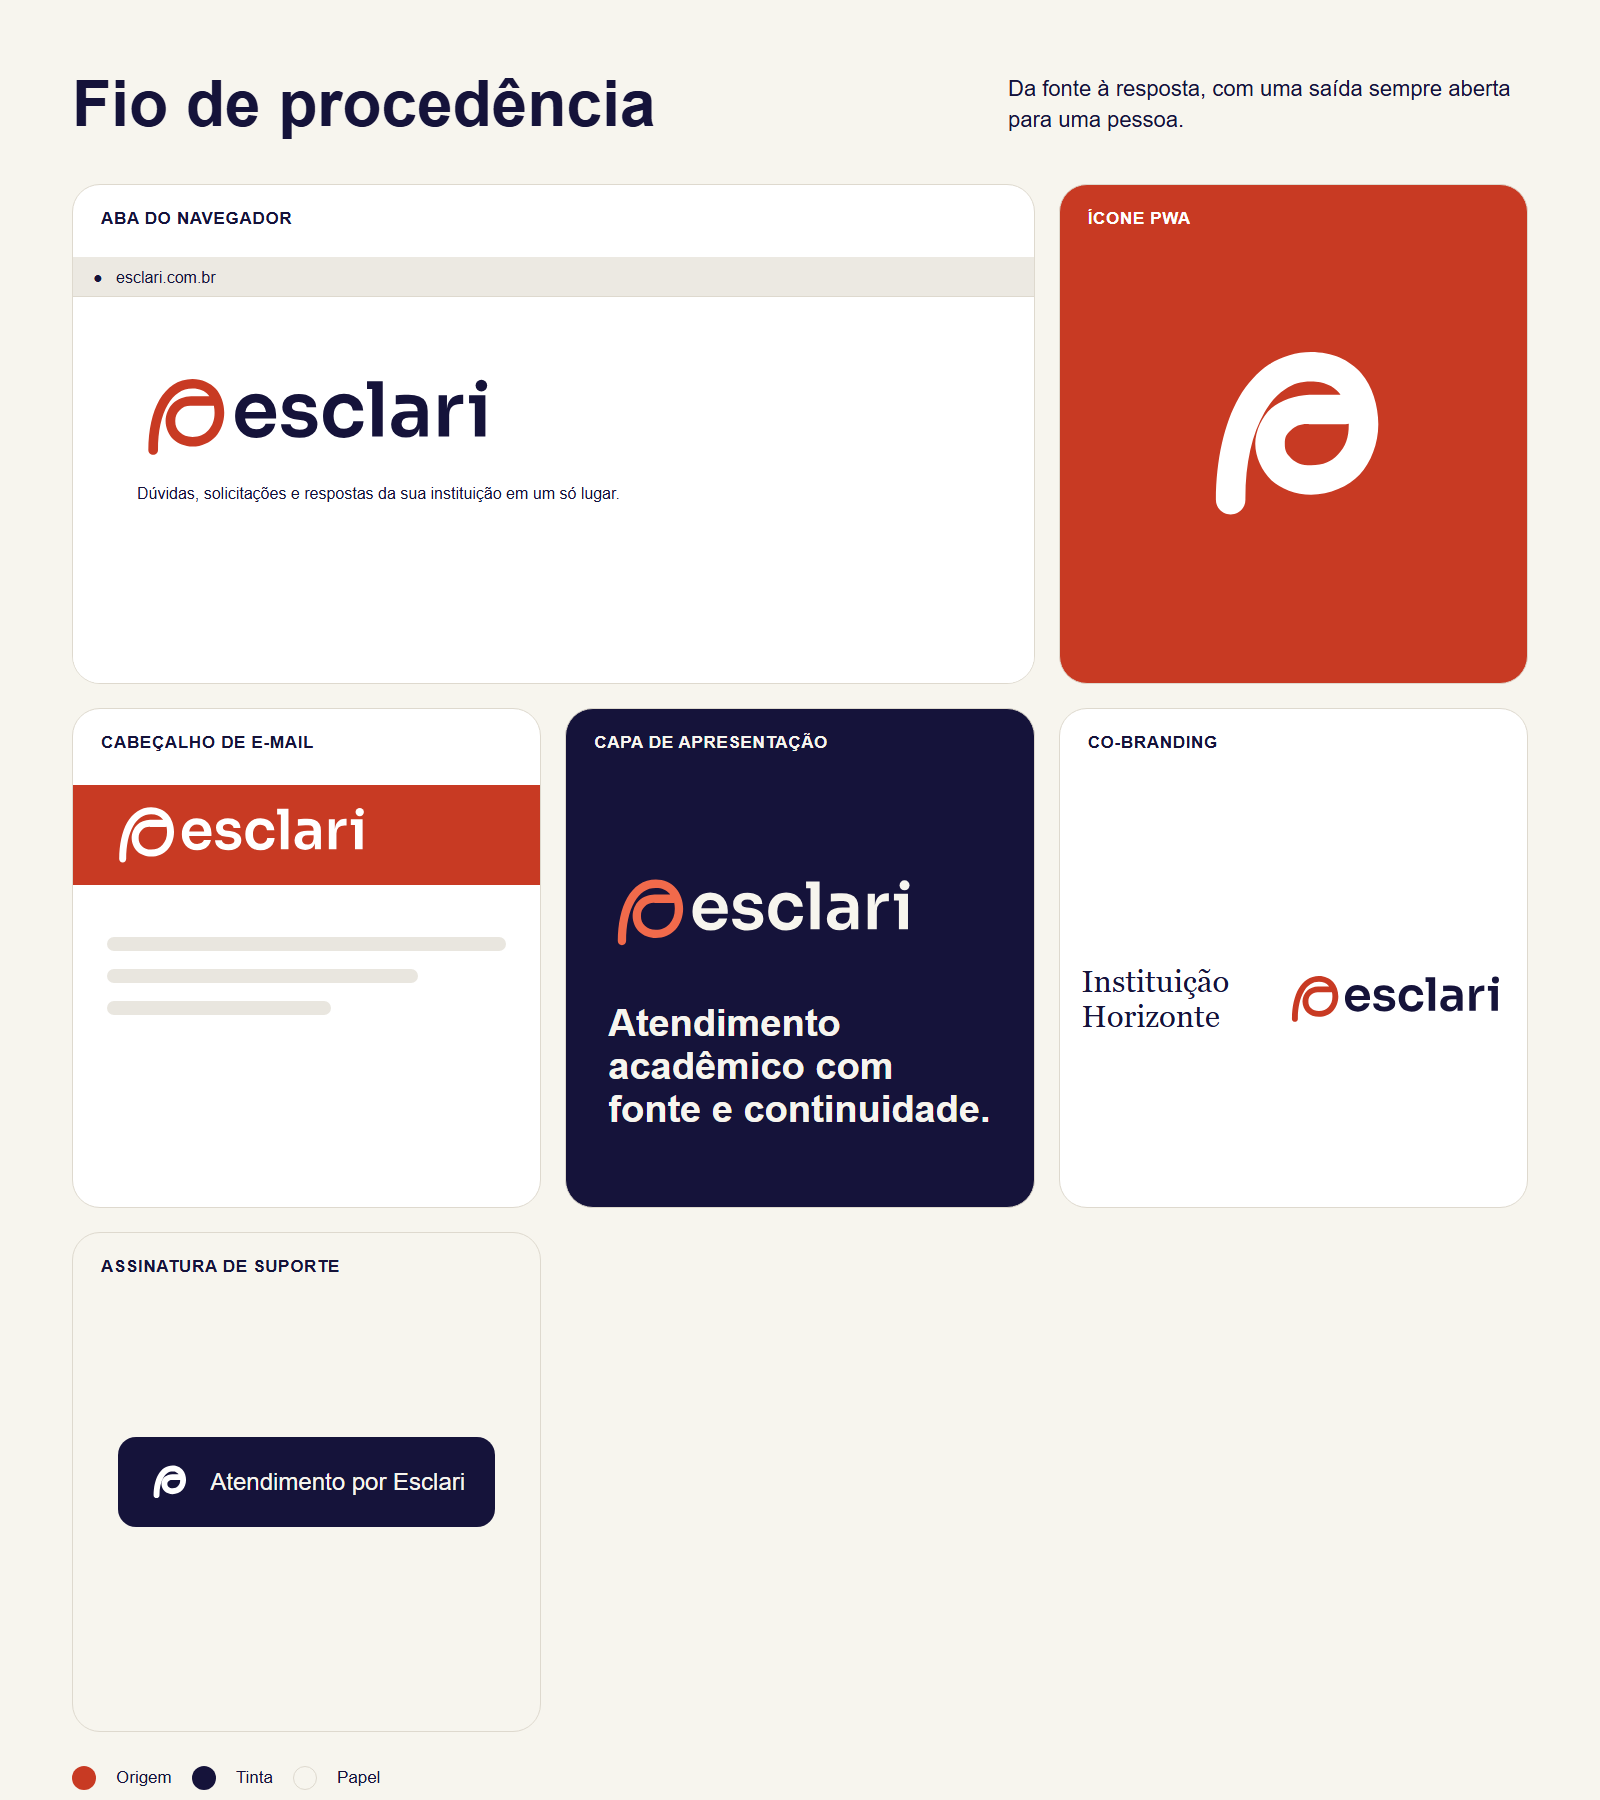 Fio de procedência
Da fonte à resposta, com uma saída sempre aberta
para uma pessoa.
ABA DO NAVEGADOR
esclari.com.br
esclari
Dúvidas, solicitações e respostas da sua instituição em um só lugar.
ÍCONE PWA
CABEÇALHO DE E-MAIL
esclari
CAPA DE APRESENTAÇÃO
esclari
Atendimento
acadêmico com
fonte e continuidade.
CO-BRANDING
Instituição
Horizonte
esclari
ASSINATURA DE SUPORTE
Atendimento por Esclari
Origem
Tinta
Papel